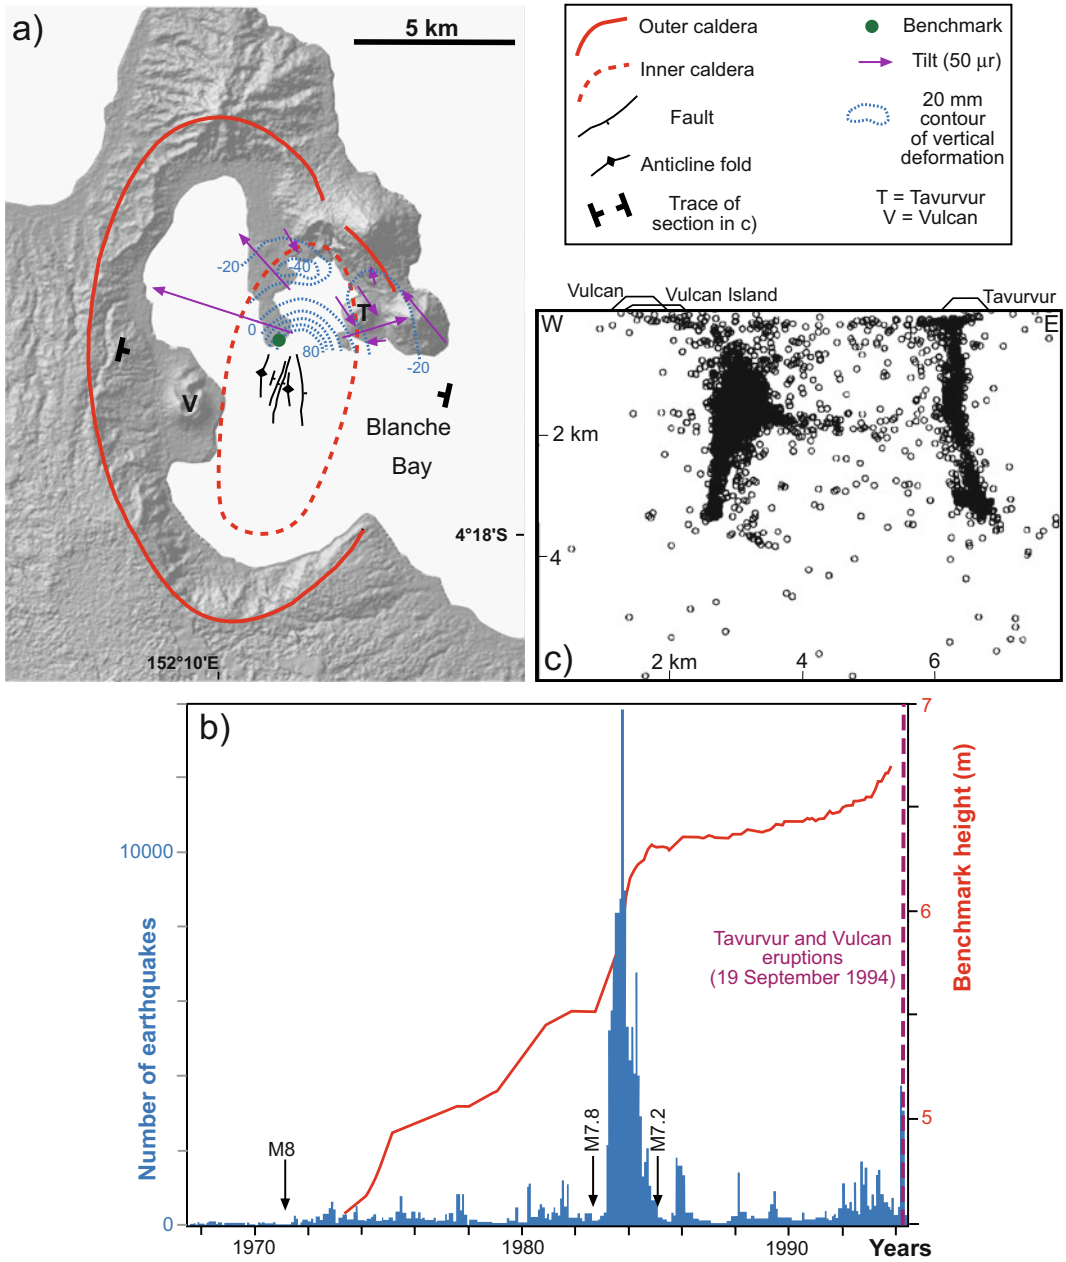 a)
5 km
-20
-40
T
0
80
-20
V
Blanche
Bay
4°18'S
152°10'E
Outer caldera
Inner caldera
Fault
Anticline fold
Trace of
section in c)
Benchmark
Tilt (50 μr)
20 mm
contour
of vertical
deformation
T = Tavurvur
V = Vulcan
Vulcan
Vulcan Island
Tavurvur
W
E
2 km
4
c)
2 km
4
6
b)
7
10000
6
5
0
Number of earthquakes
Benchmark height (m)
Tavurvur and Vulcan
eruptions
(19 September 1994)
M8
M7.8
M7.2
1970
1980
1990
Years